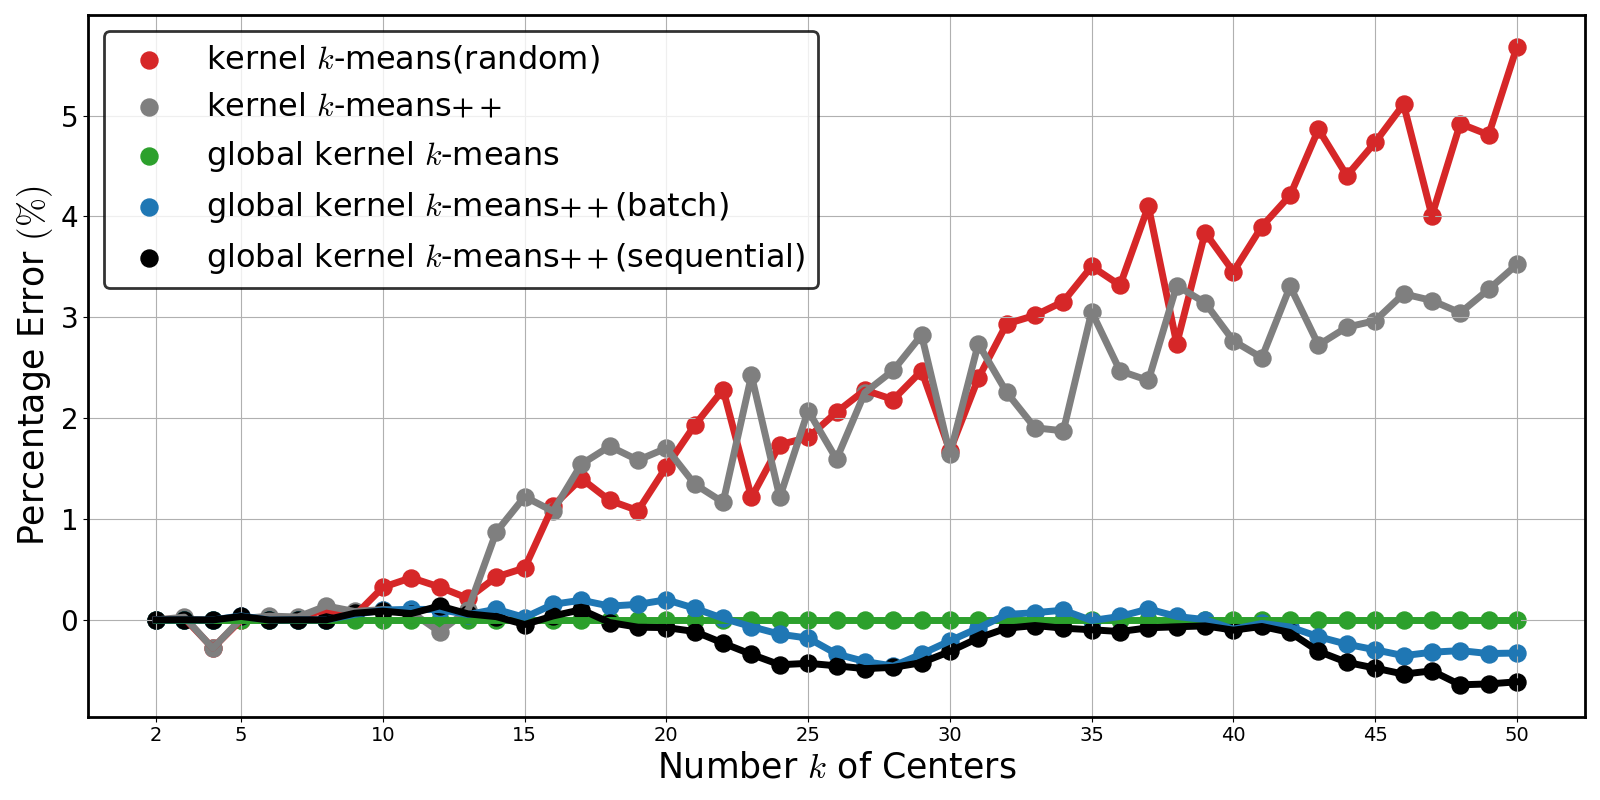 kernel k-means(random)
kernel k-means++
global kernel k-means
global kernel k-means++(batch)
global kernel k-means++(sequential)
Percentage Error (%)
5
4
3
2
1
0
2 5 10 15 20 25 30 35 40 45 50
Number k of Centers